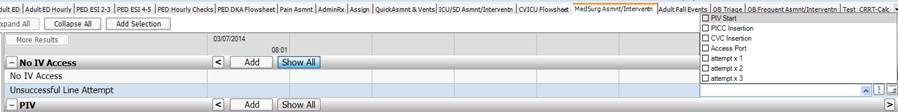 Adult ED Adult ED Hourly PED ESI 2-3 PED ESI 4-5 PED Hourly Checks PED DKA Flowsheet Pain Asmnt AdminRx Assign QuickAsmnt & Vents ICU/SD Asmnt/Interventn CVICU Flowsheet MedSurg Asmnt/Interventn Adult Fall Events OB Triage OB Frequent Asmnt/Interventn Test_CRRT-Calc
Expand All Collapse All Add Selection
More Results 03/07/2014
08:01
− No IV Access < Add Show All
No IV Access
Unsuccessful Line Attempt
− PIV < Add Show All >
PIV Start
PICC Insertion
CVC Insertion
Access Port
attempt x 1
attempt x 2
attempt x 3